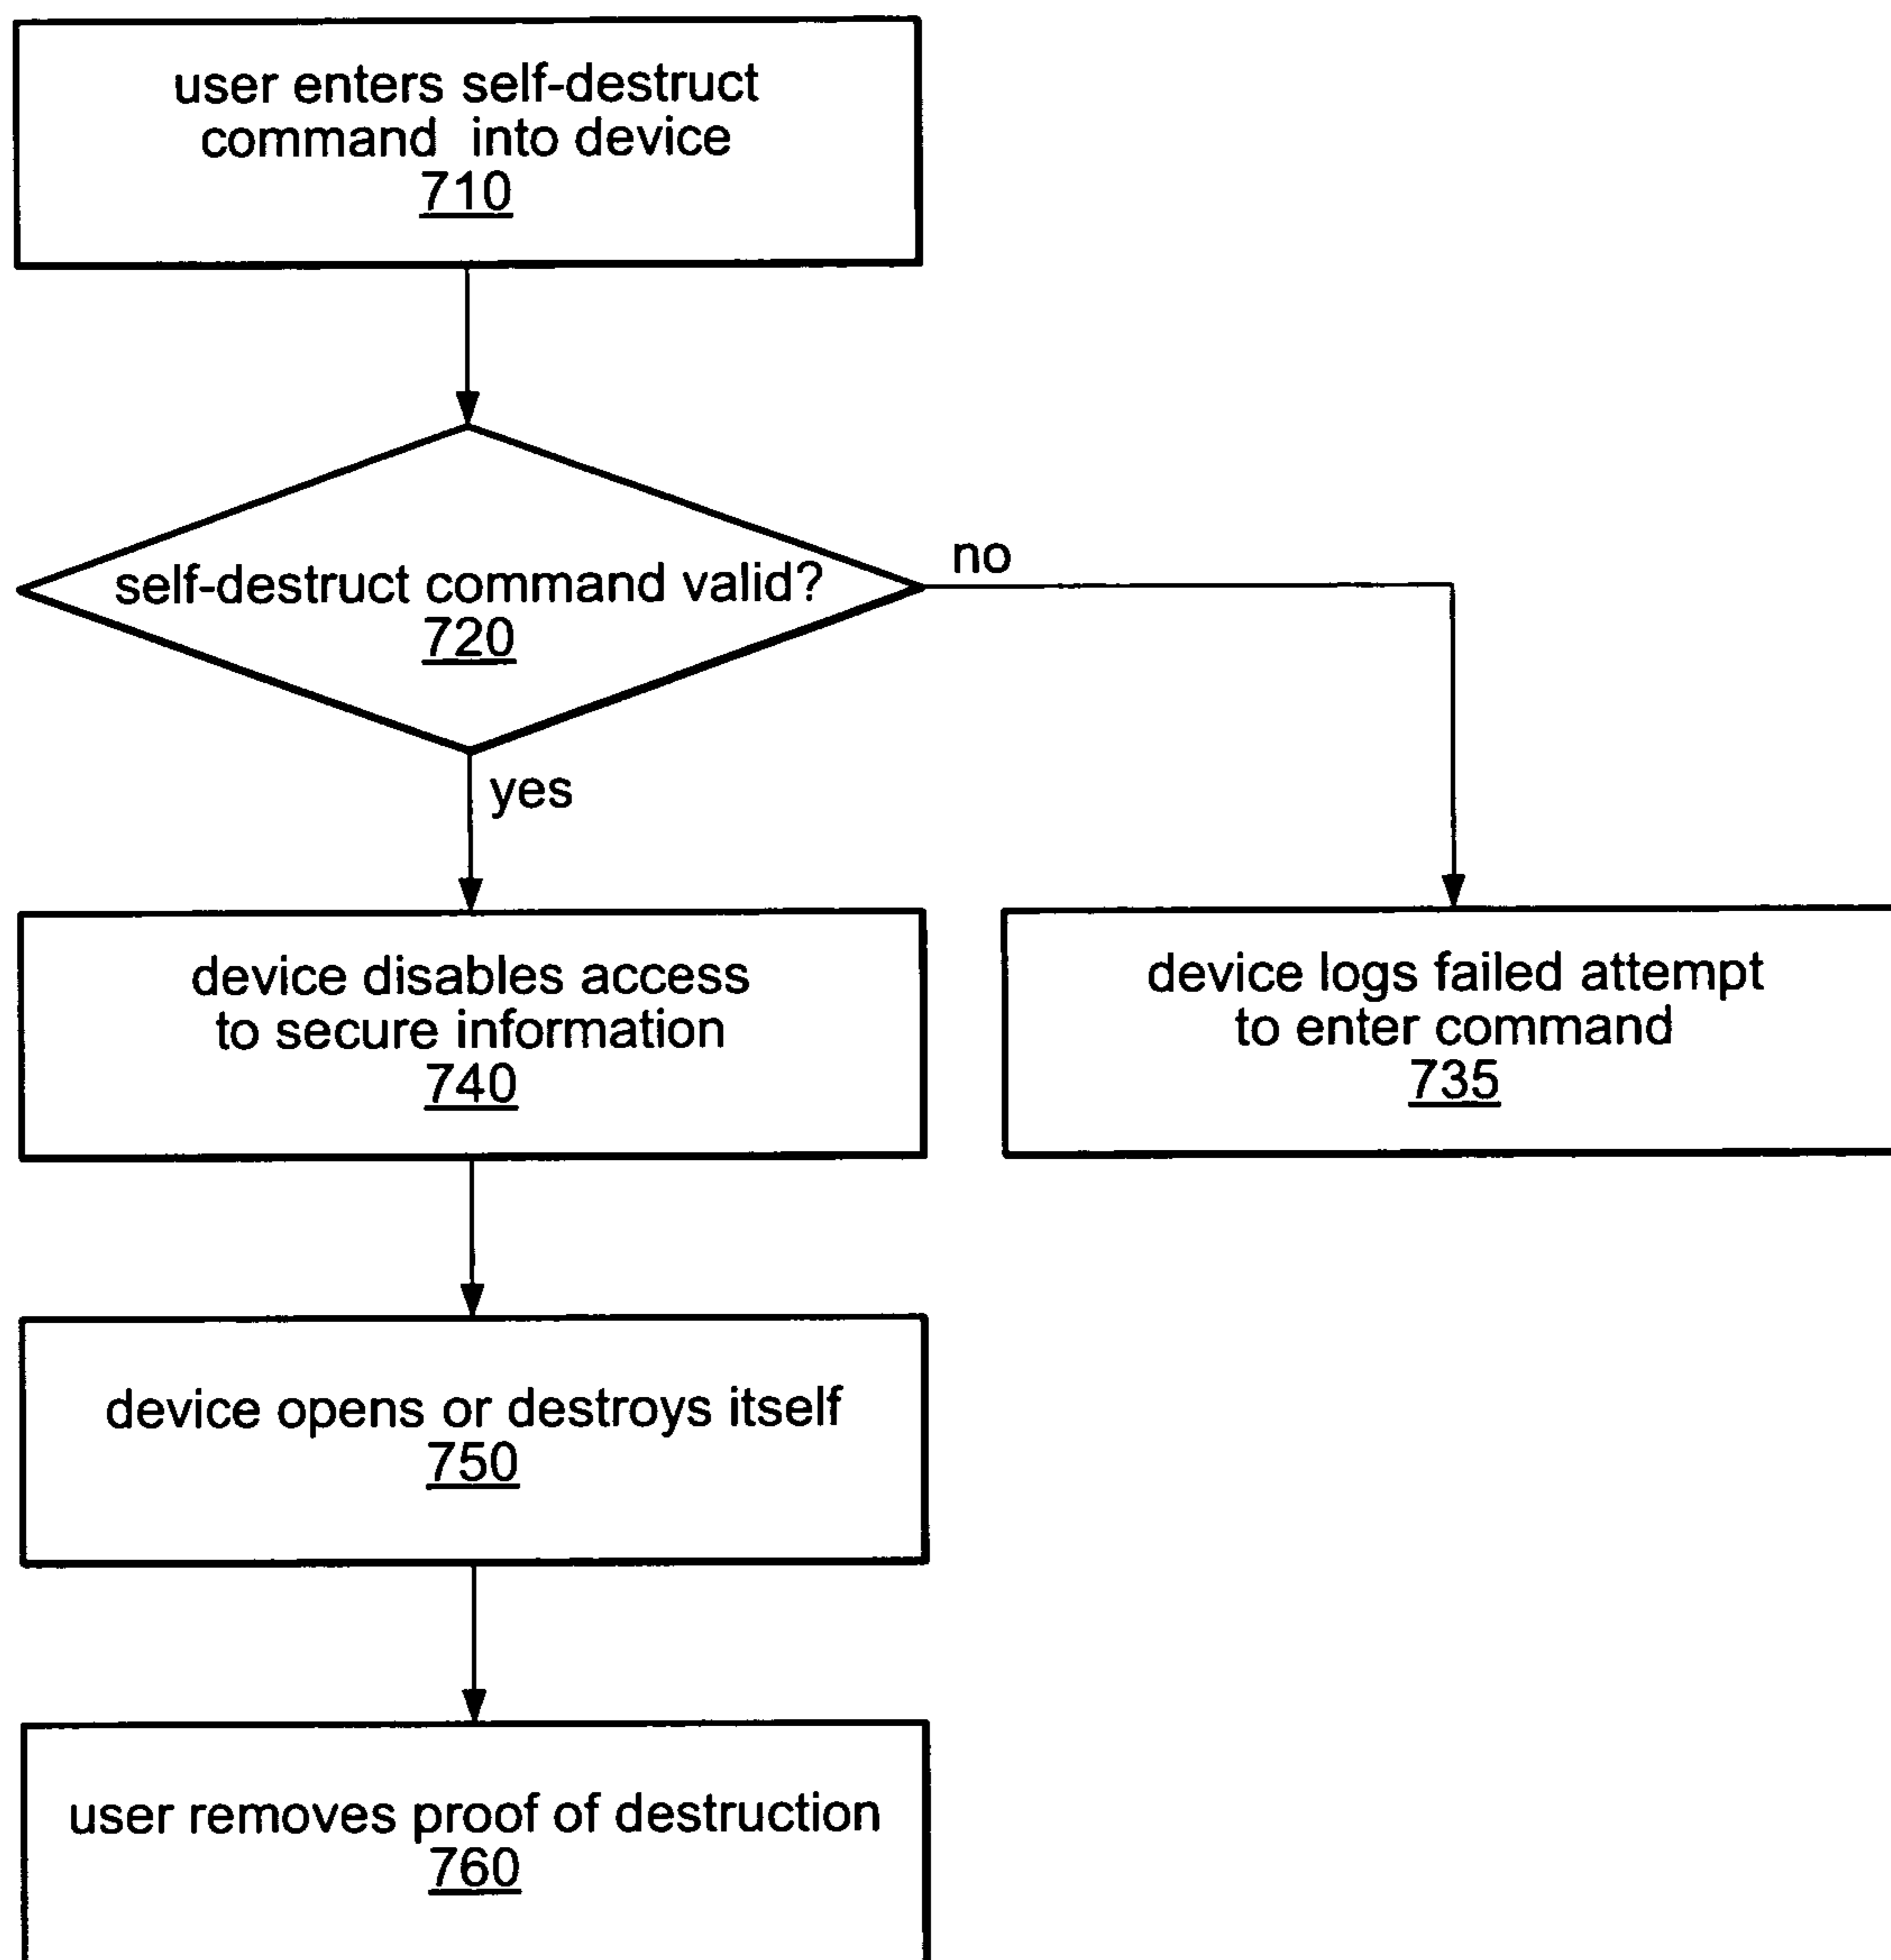 user enters self-destruct
command into device
710
self-destruct command valid?
720
no
yes
device disables access
to secure information
740
device logs failed attempt
to enter command
735
device opens or destroys itself
750
user removes proof of destruction
760